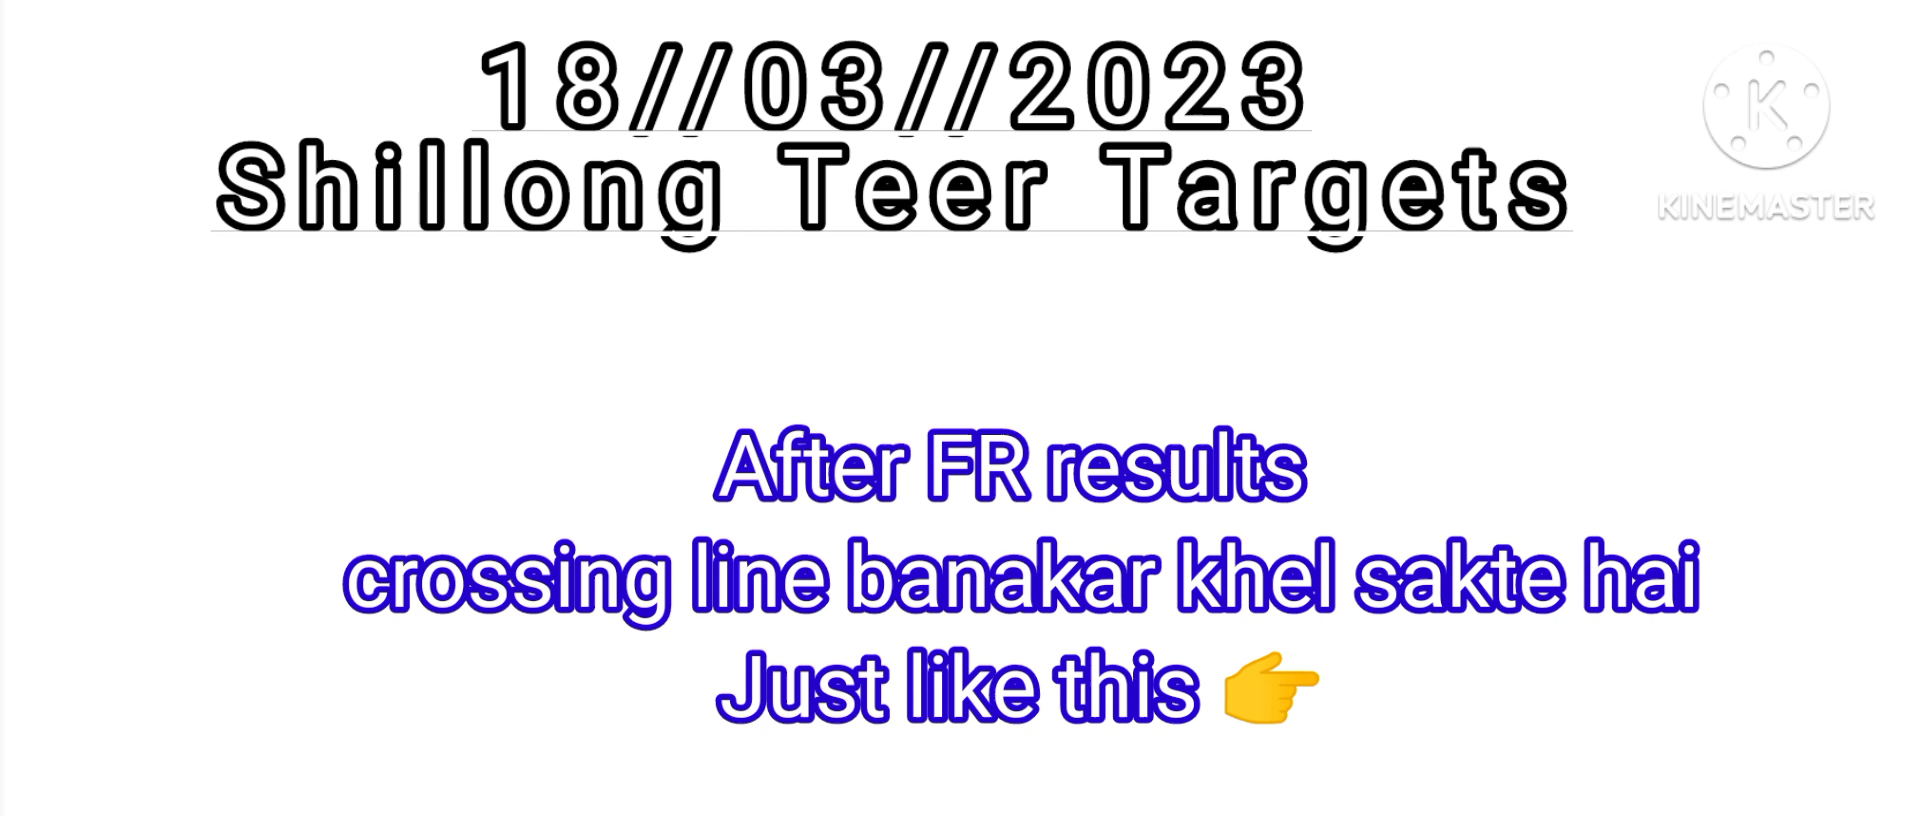 18//03//2023
Shillong Teer Targets
K
KINEMASTER
After FR results
crossing line banakar khel sakte hai
Just like this 👉